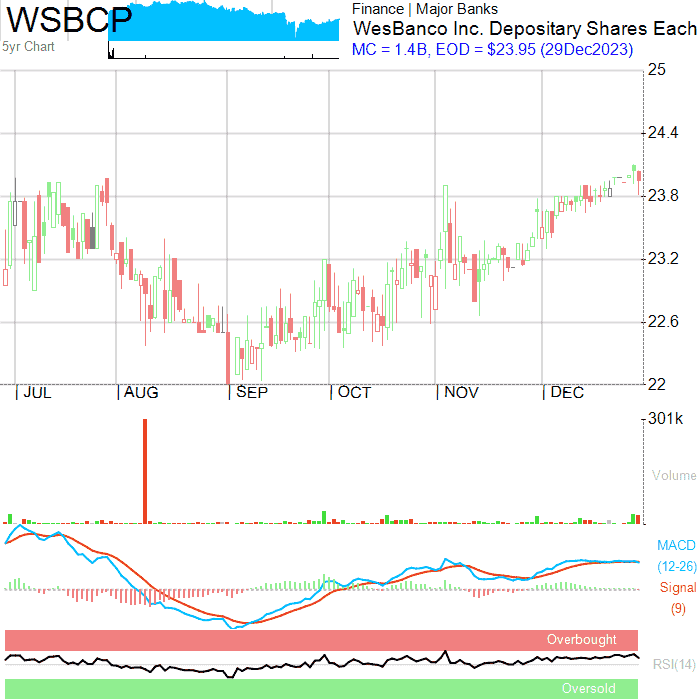 WSBCP
5yr Chart
Finance | Major Banks
WesBanco Inc. Depositary Shares Each
MC = 1.4B, EOD = $23.95 (29Dec2023)
25
24.4
23.8
23.2
22.6
22
JUL AUG SEP OCT NOV DEC
301k
Volume
MACD
(12-26)
Signal
(9)
Overbought
RSI(14)
Oversold